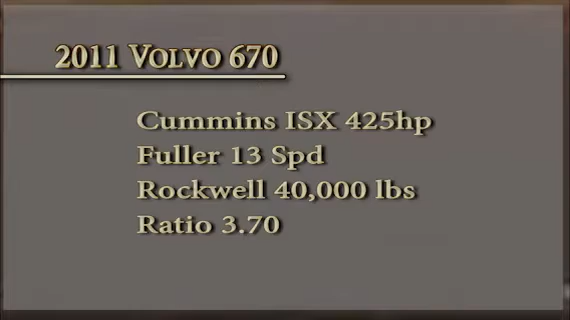 2011 Volvo 670
Cummins ISX 425hp
Fuller 13 Spd
Rockwell 40,000 lbs
Ratio 3.70